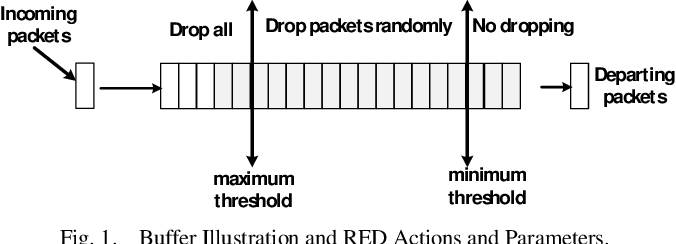 Incoming
packets
Drop all
Drop packets randomly
No dropping
Departing
packets
maximum
threshold
minimum
threshold
Fig. 1. Buffer Illustration and RED Actions and Parameters.